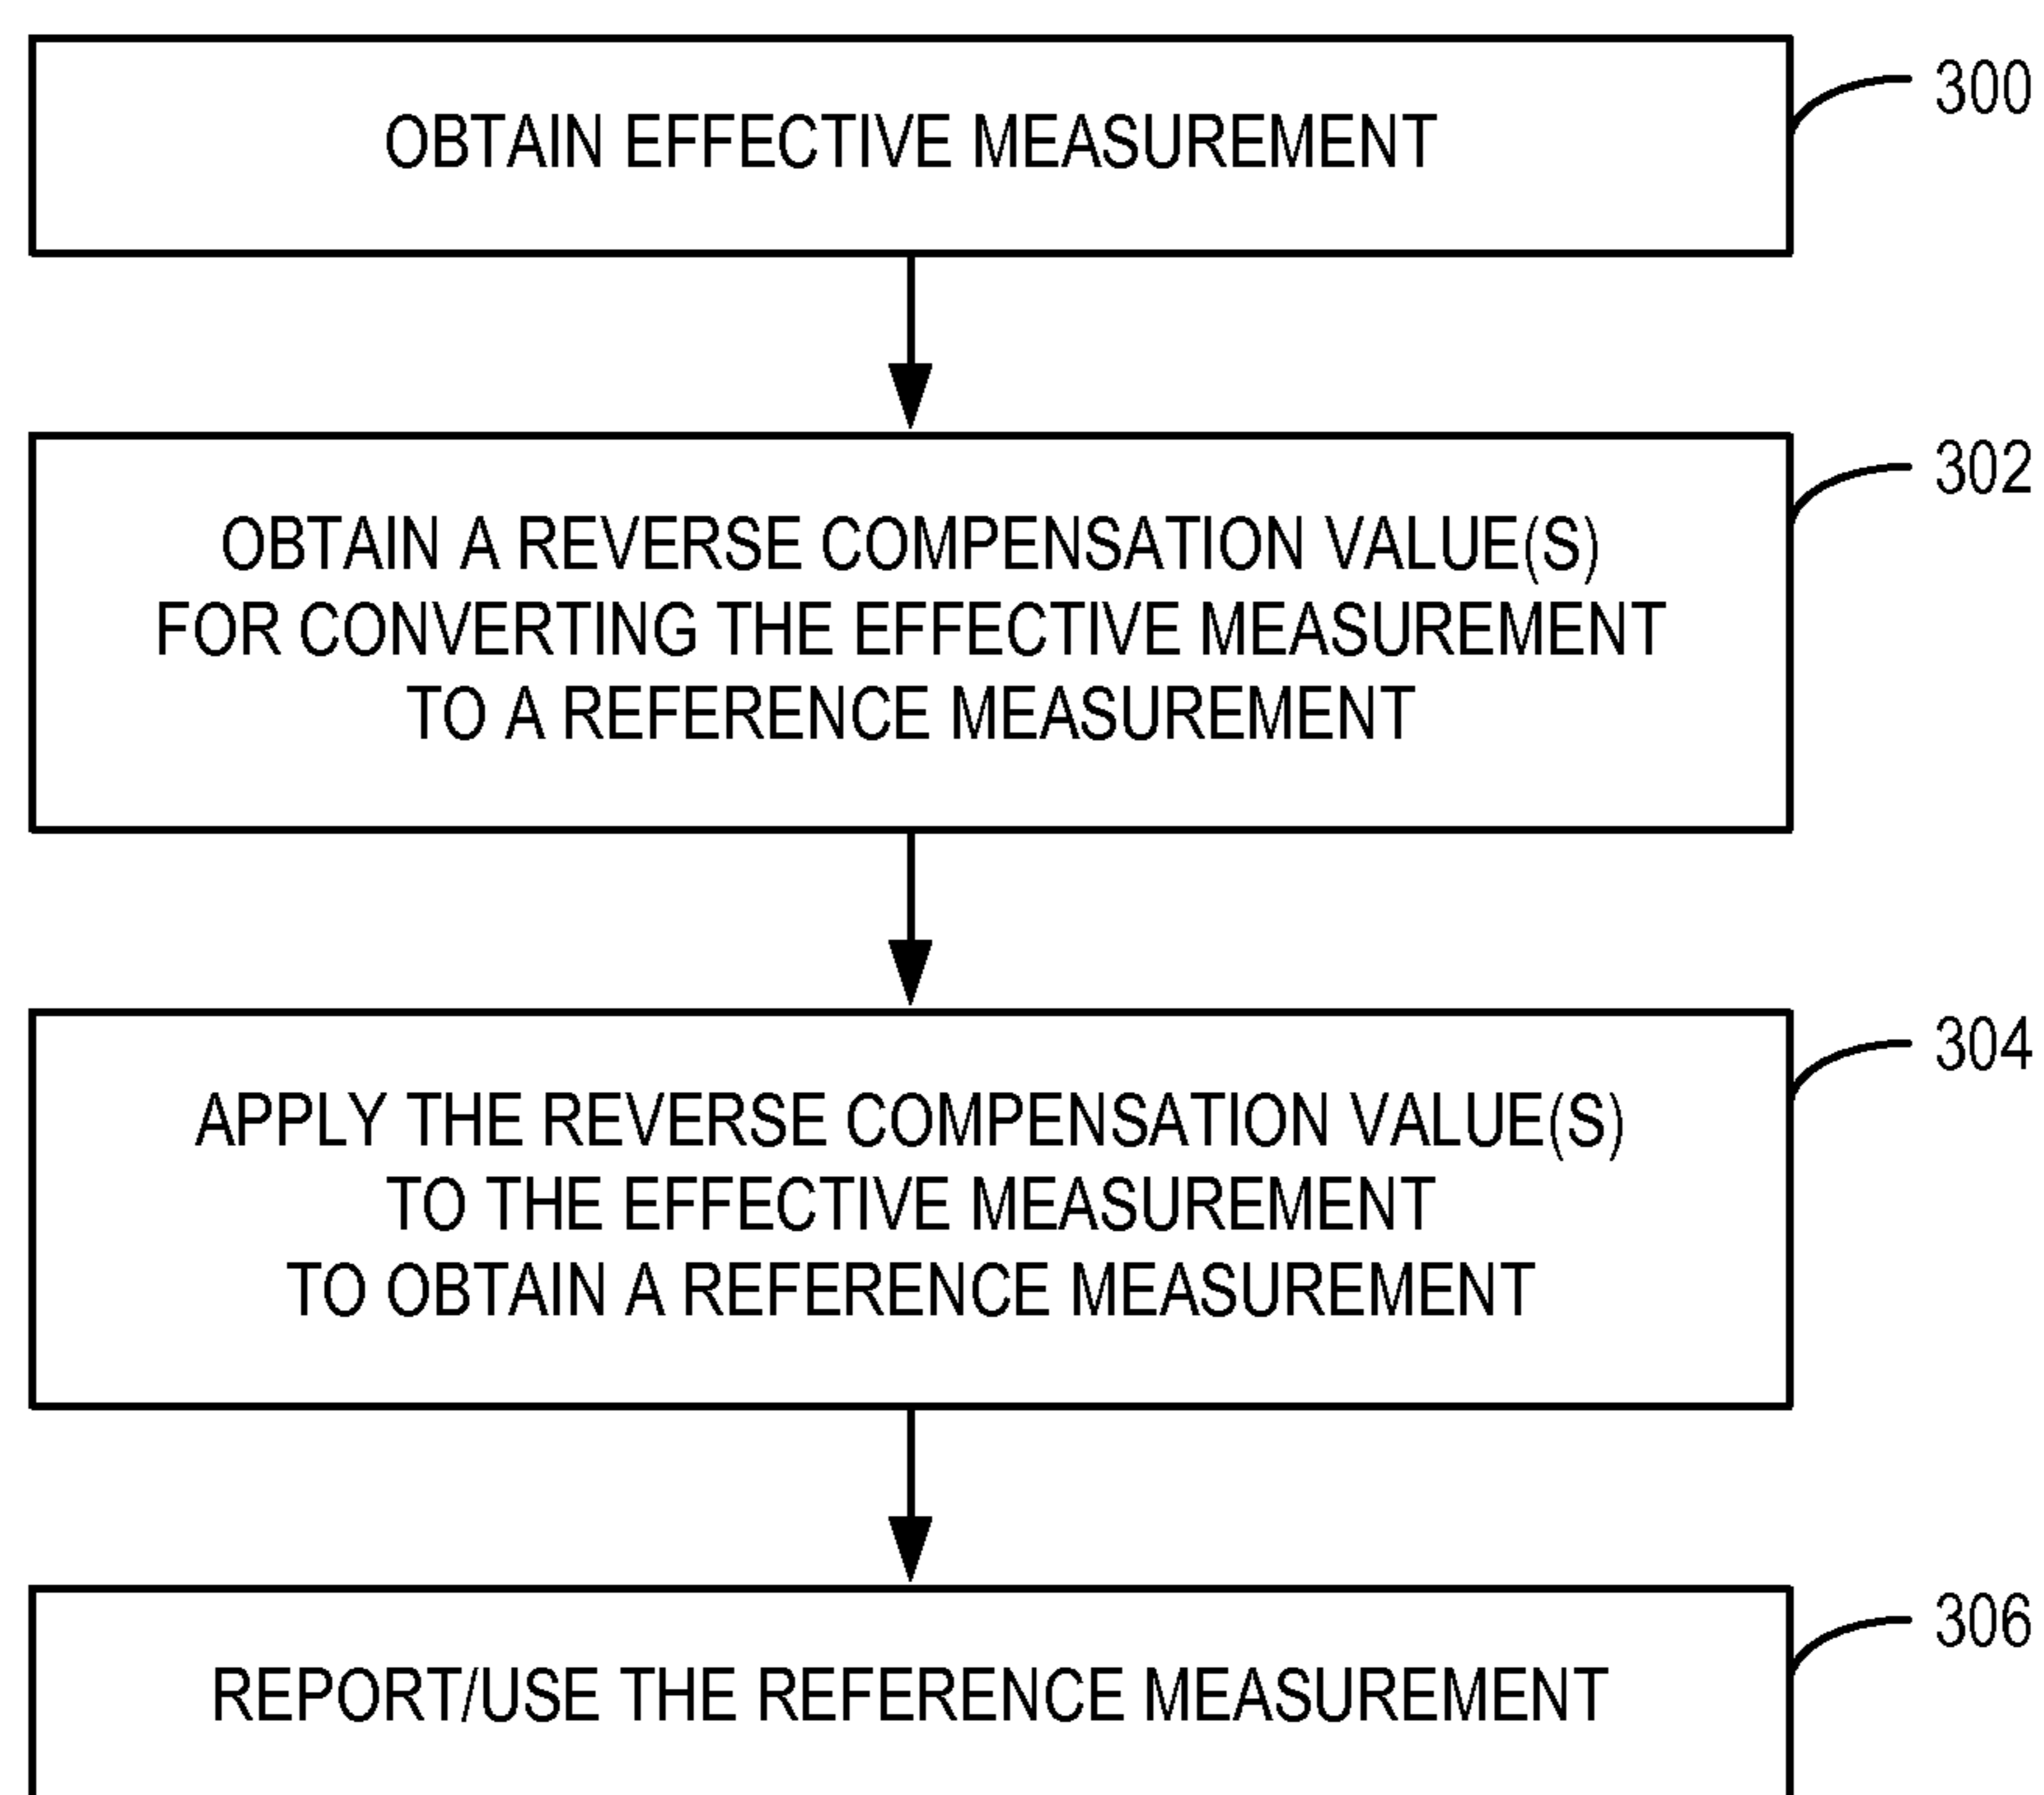 300
OBTAIN EFFECTIVE MEASUREMENT
302
OBTAIN A REVERSE COMPENSATION VALUE(S)
FOR CONVERTING THE EFFECTIVE MEASUREMENT
TO A REFERENCE MEASUREMENT
304
APPLY THE REVERSE COMPENSATION VALUE(S)
TO THE EFFECTIVE MEASUREMENT
TO OBTAIN A REFERENCE MEASUREMENT
306
REPORT/USE THE REFERENCE MEASUREMENT